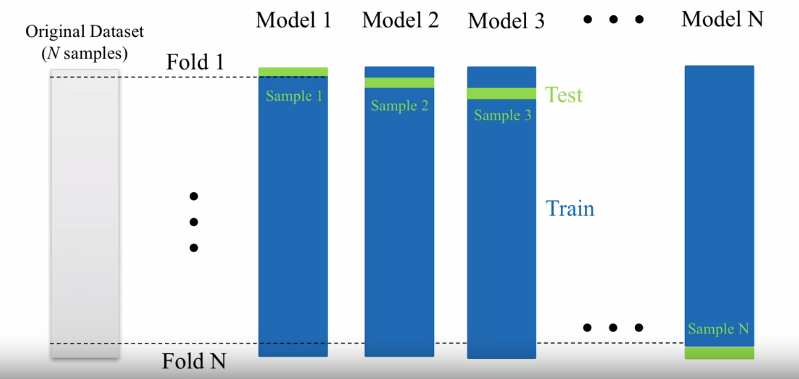 Original Dataset
(N samples)
Fold 1
Model 1
Model 2
Model 3
Model N
Sample 1
Sample 2
Sample 3
Test
Train
Sample N
Fold N